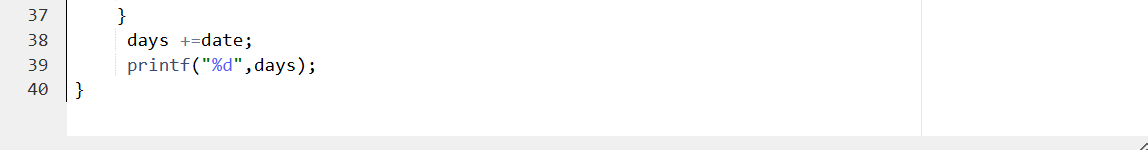 37 }
38 days +=date;
39 printf("%d",days);
40 }